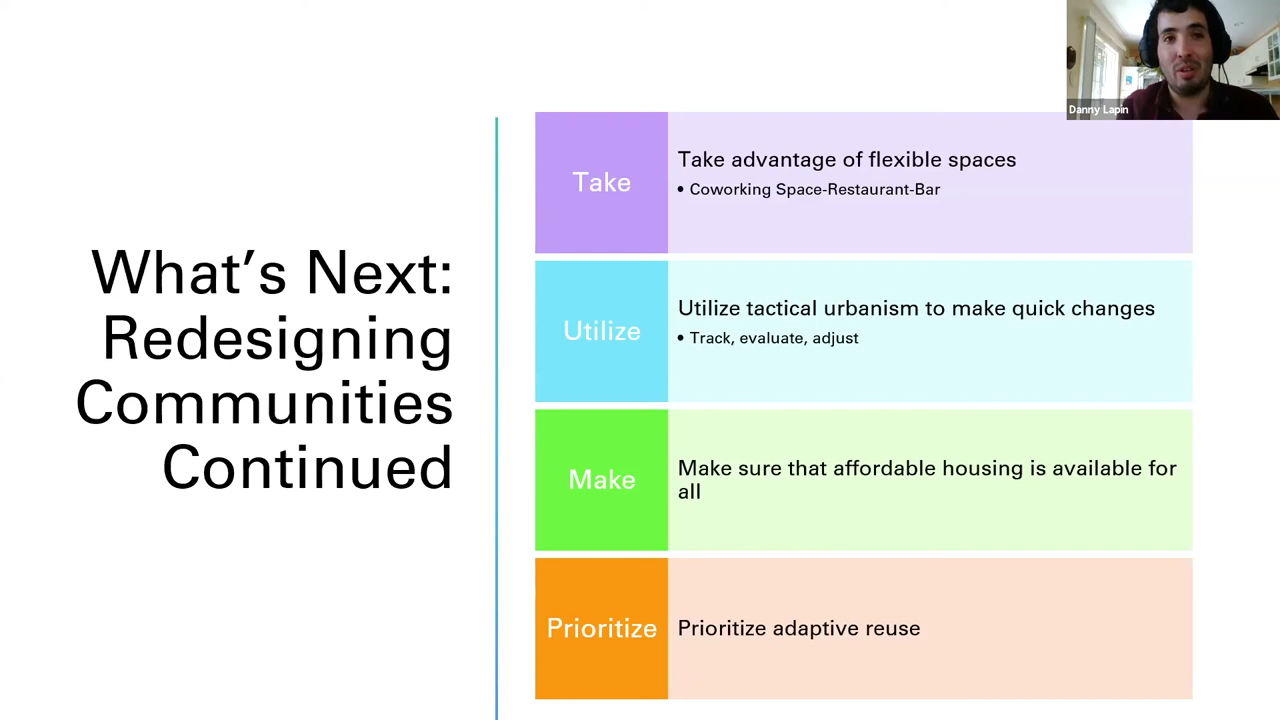 Danny Lapin
What’s Next:
Redesigning
Communities
Continued
Take
Take advantage of flexible spaces
• Coworking Space-Restaurant-Bar
Utilize
Utilize tactical urbanism to make quick changes
• Track, evaluate, adjust
Make
Make sure that affordable housing is available for
all
Prioritize
Prioritize adaptive reuse